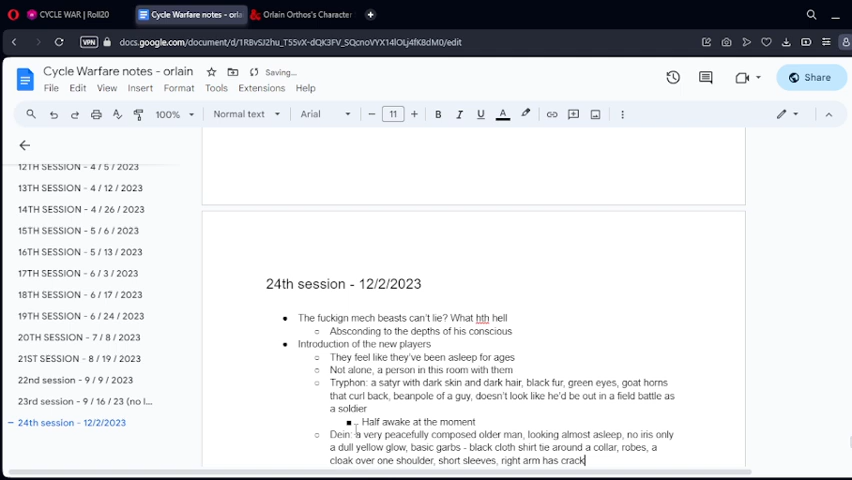 CYCLE WAR | Roll20
Cycle Warfare notes - orlai
Orlain Orthos's Character
VPN
docs.google.com/document/d/1RBvSJ2hu_T55vX-dQK3FV_SQcnoVYX14lOLj4fK8dM0/edit
Cycle Warfare notes - orlain
Saving...
File Edit View Insert Format Tools Extensions Help
Share
100% Normal text Arial 11 B I U A
12TH SESSION - 4 / 5 / 2023
13TH SESSION - 4 / 12 / 2023
14TH SESSION - 4 / 26 / 2023
15TH SESSION - 5 / 6 / 2023
16TH SESSION - 5 / 13 / 2023
17TH SESSION - 6 / 3 / 2023
18TH SESSION - 6 / 17 / 2023
19TH SESSION - 6 / 24 / 2023
20TH SESSION - 7 / 8 / 2023
21ST SESSION - 8 / 19 / 2023
22nd session - 9 / 9 / 2023
23rd session - 9 / 16 / 23 (no l...
24th session - 12/2/2023
24th session - 12/2/2023
The fuckign mech beasts can't lie? What hth hell
Absconding to the depths of his conscious
Introduction of the new players
They feel like they've been asleep for ages
Not alone, a person in this room with them
Tryphon: a satyr with dark skin and dark hair, black fur, green eyes, goat horns
that curl back, beanpole of a guy, doesn't look like he'd be out in a field battle as
a soldier
Half awake at the moment
Dein: a very peacefully composed older man, looking almost asleep, no iris only
a dull yellow glow, basic garbs - black cloth shirt tie around a collar, robes, a
cloak over one shoulder, short sleeves, right arm has crack